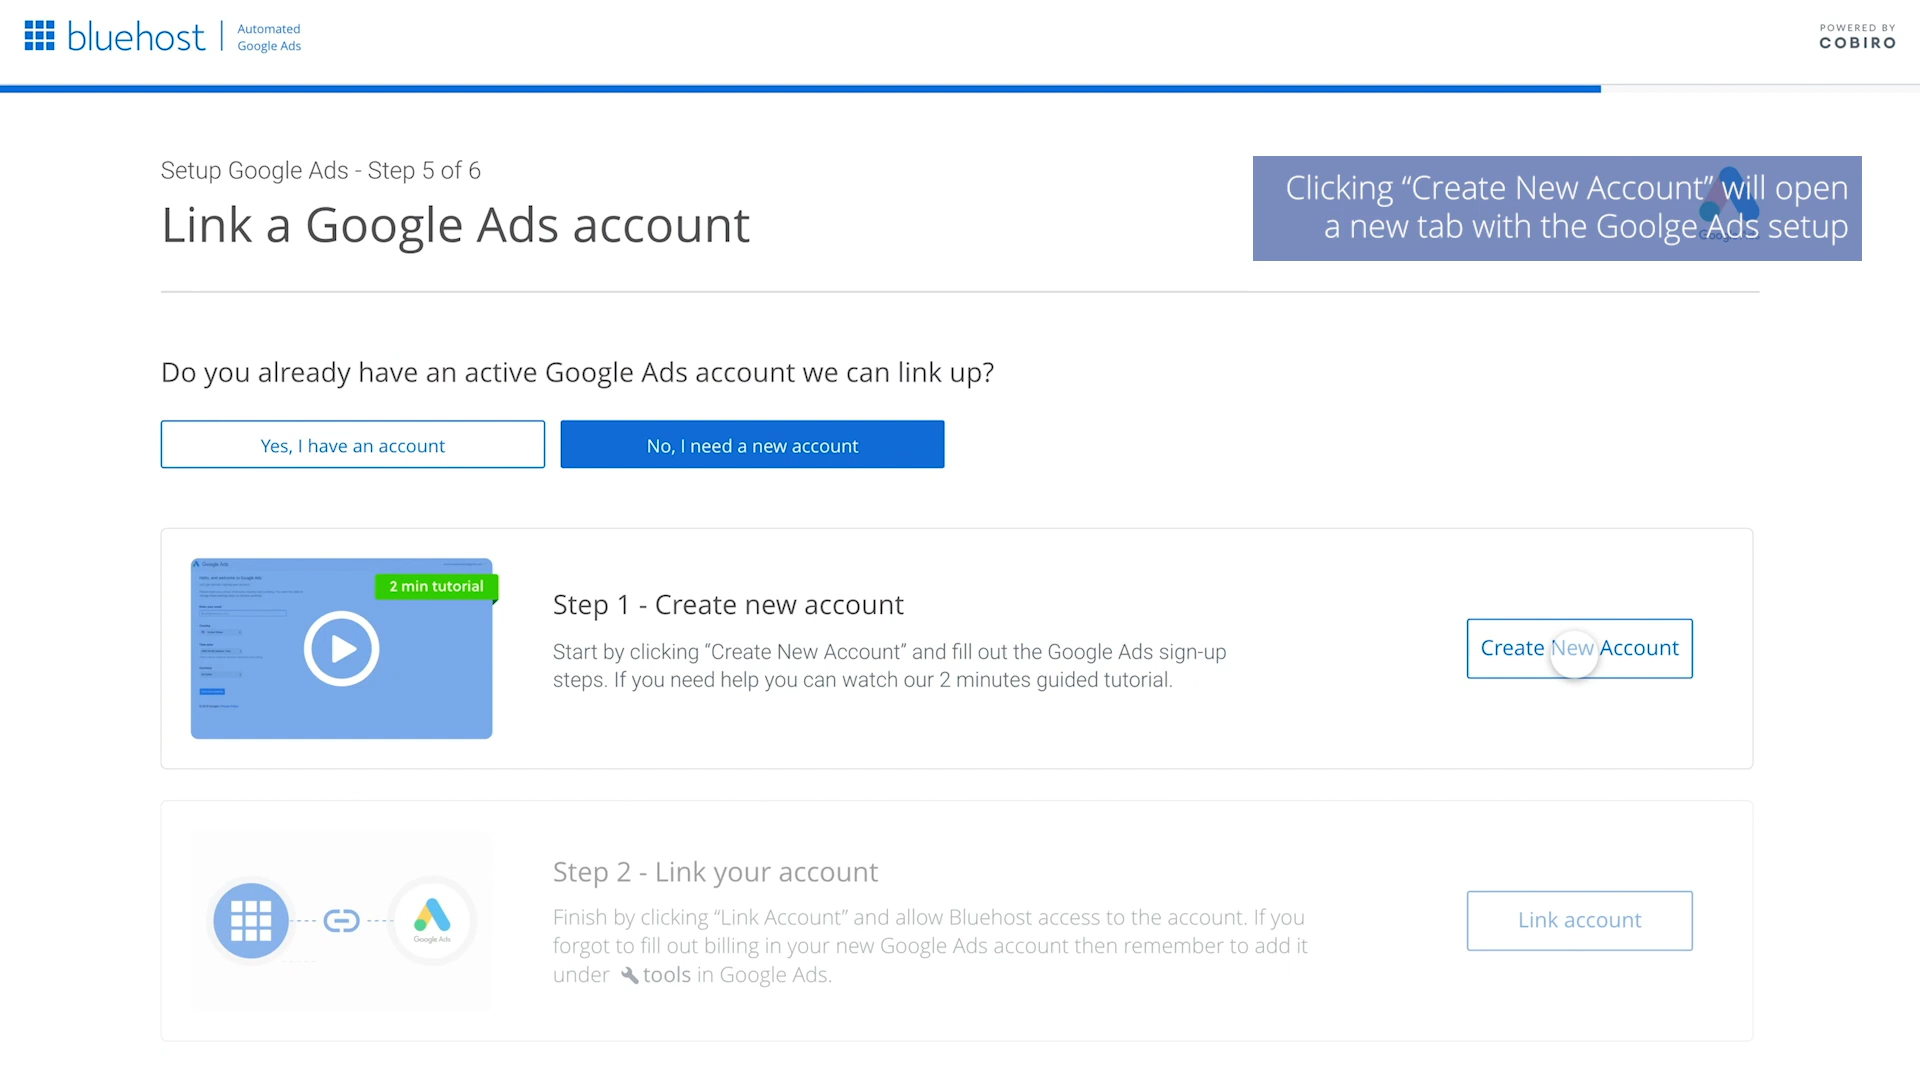 bluehost
Automated
Google Ads
POWERED BY
COBIRO
Setup Google Ads - Step 5 of 6
Link a Google Ads account
Clicking “Create New Account” will open
a new tab with the Goolge Ads setup
Do you already have an active Google Ads account we can link up?
Yes, I have an account
No, I need a new account
Google Ads
2 min tutorial
Step 1 - Create new account
Start by clicking “Create New Account” and fill out the Google Ads sign-up
steps. If you need help you can watch our 2 minutes guided tutorial.
Create New Account
Step 2 - Link your account
Finish by clicking “Link Account” and allow Bluehost access to the account. If you
forgot to fill out billing in your new Google Ads account then remember to add it
under tools in Google Ads.
Google Ads
Link account